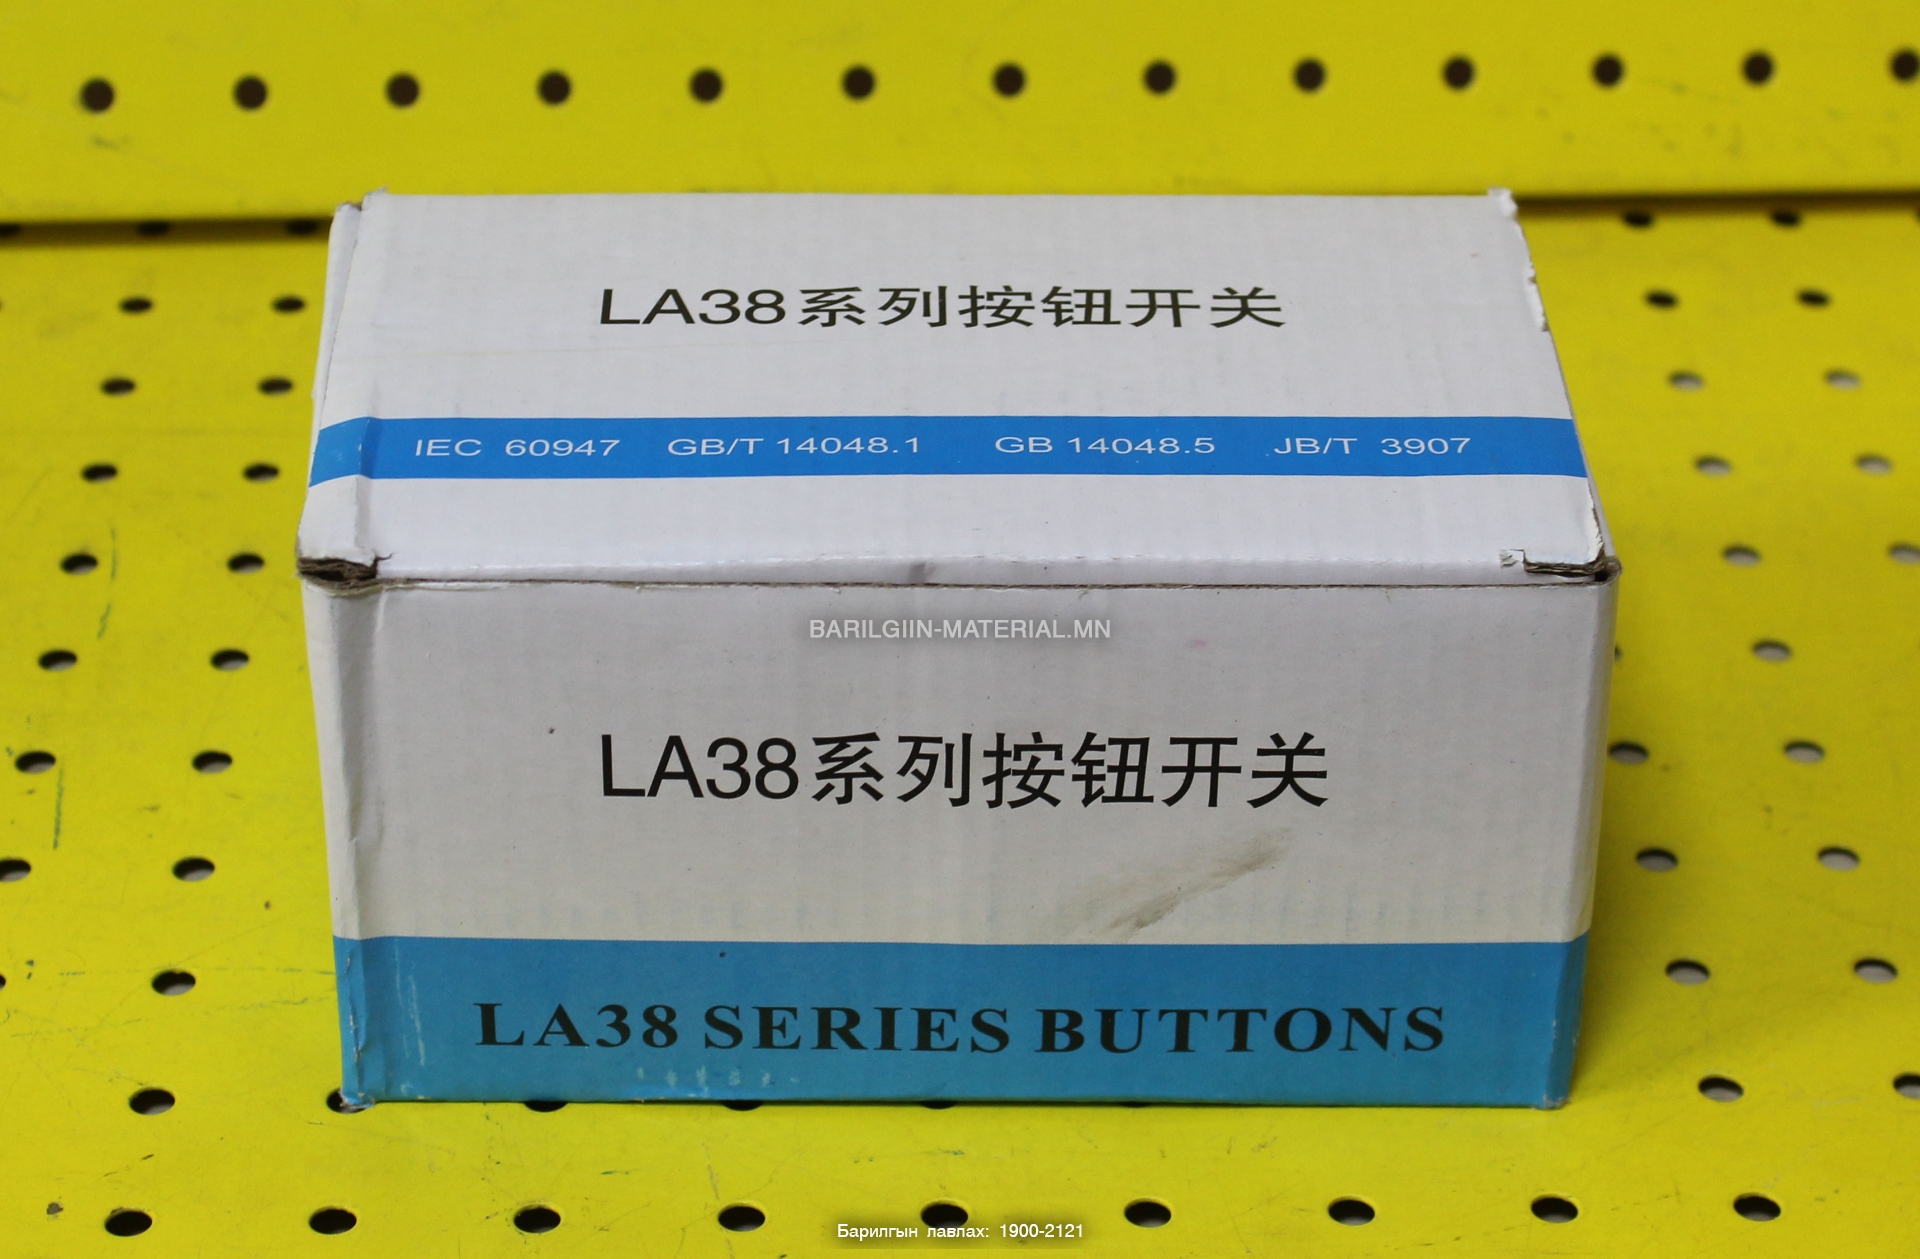 LA38系列按钮开关
IEC 60947 GB/T 14048.1 GB 14048.5 JB/T 3907
BARILGIIN-MATERIAL.MN
LA38系列按钮开关
LA38 SERIES BUTTONS
Барилгын лавлах: 1900-2121